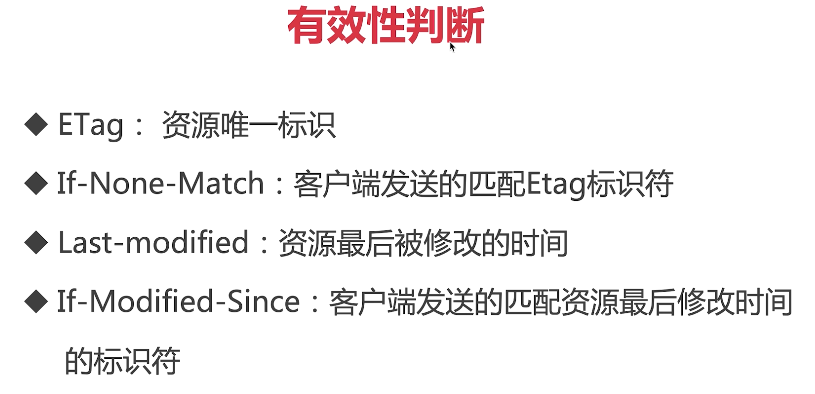 有效性判断
◆ ETag： 资源唯一标识
◆ If-None-Match：客户端发送的匹配Etag标识符
◆ Last-modified：资源最后被修改的时间
◆ If-Modified-Since：客户端发送的匹配资源最后修改时间
的标识符